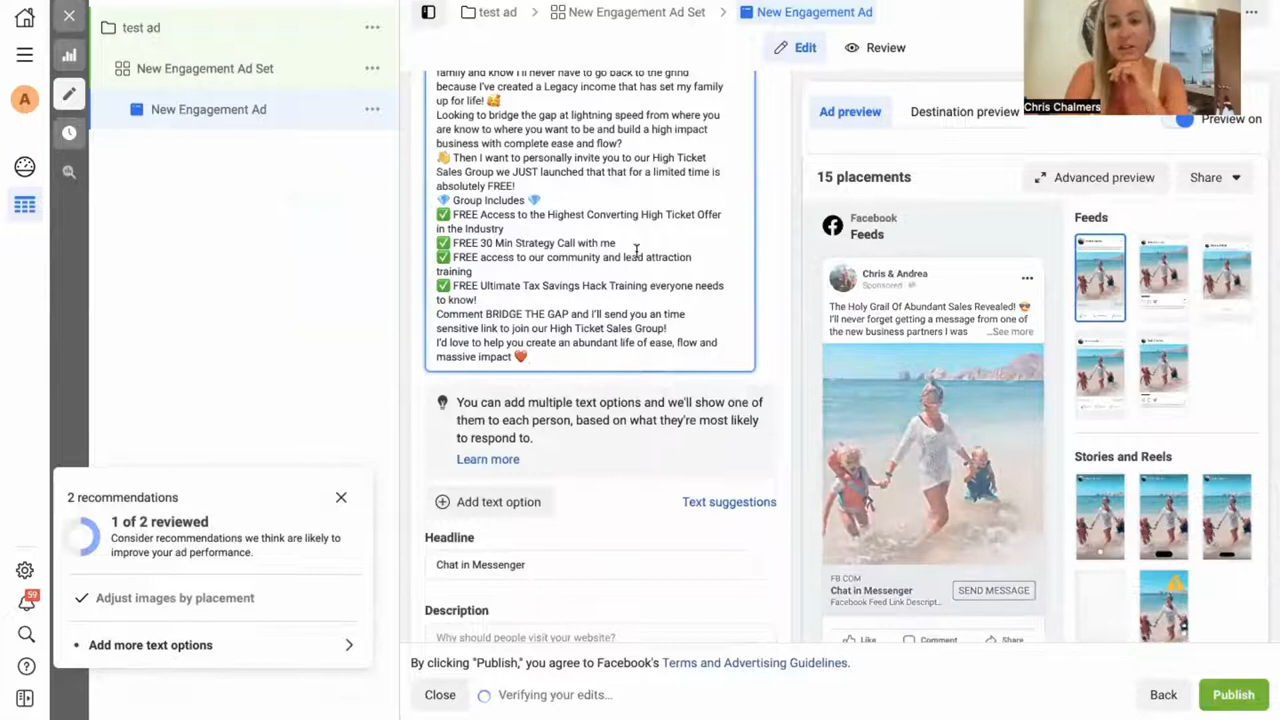 test ad
New Engagement Ad Set
New Engagement Ad
A
59
2 recommendations
1 of 2 reviewed
Consider recommendations we think are likely to
improve your ad performance.
Adjust images by placement
Add more text options
test ad
New Engagement Ad Set
New Engagement Ad
Edit
Review
family and know I'll never have to go back to the grind
because I've created a Legacy income that has set my family
up for life! 🥰
Looking to bridge the gap at lightning speed from where you
are know to where you want to be and build a high impact
business with complete ease and flow?
👋 Then I want to personally invite you to our High Ticket
Sales Group we JUST launched that that for a limited time is
absolutely FREE!
💎 Group Includes 💎
✅ FREE Access to the Highest Converting High Ticket Offer
in the Industry
✅ FREE 30 Min Strategy Call with me
✅ FREE access to our community and lead attraction
training
✅ FREE Ultimate Tax Savings Hack Training everyone needs
to know!
Comment BRIDGE THE GAP and I'll send you an time
sensitive link to join our High Ticket Sales Group!
I'd love to help you create an abundant life of ease, flow and
massive impact ❤️
You can add multiple text options and we'll show one of
them to each person, based on what they're most likely
to respond to.
Learn more
Add text option
Text suggestions
Headline
Chat in Messenger
Description
Why should people visit your website?
By clicking "Publish," you agree to Facebook's Terms and Advertising Guidelines.
Close
Verifying your edits...
Back
Publish
Chris Chalmers
Ad preview
Destination preview
Preview on
15 placements
Advanced preview
Share
Facebook
Feeds
Chris & Andrea
Sponsored
The Holy Grail Of Abundant Sales Revealed! 😎
I'll never forget getting a message from one of
the new business partners I was ...See more
FB.COM
Chat in Messenger
Facebook Feed Link Descript...
SEND MESSAGE
Like
Comment
Share
Feeds
Stories and Reels